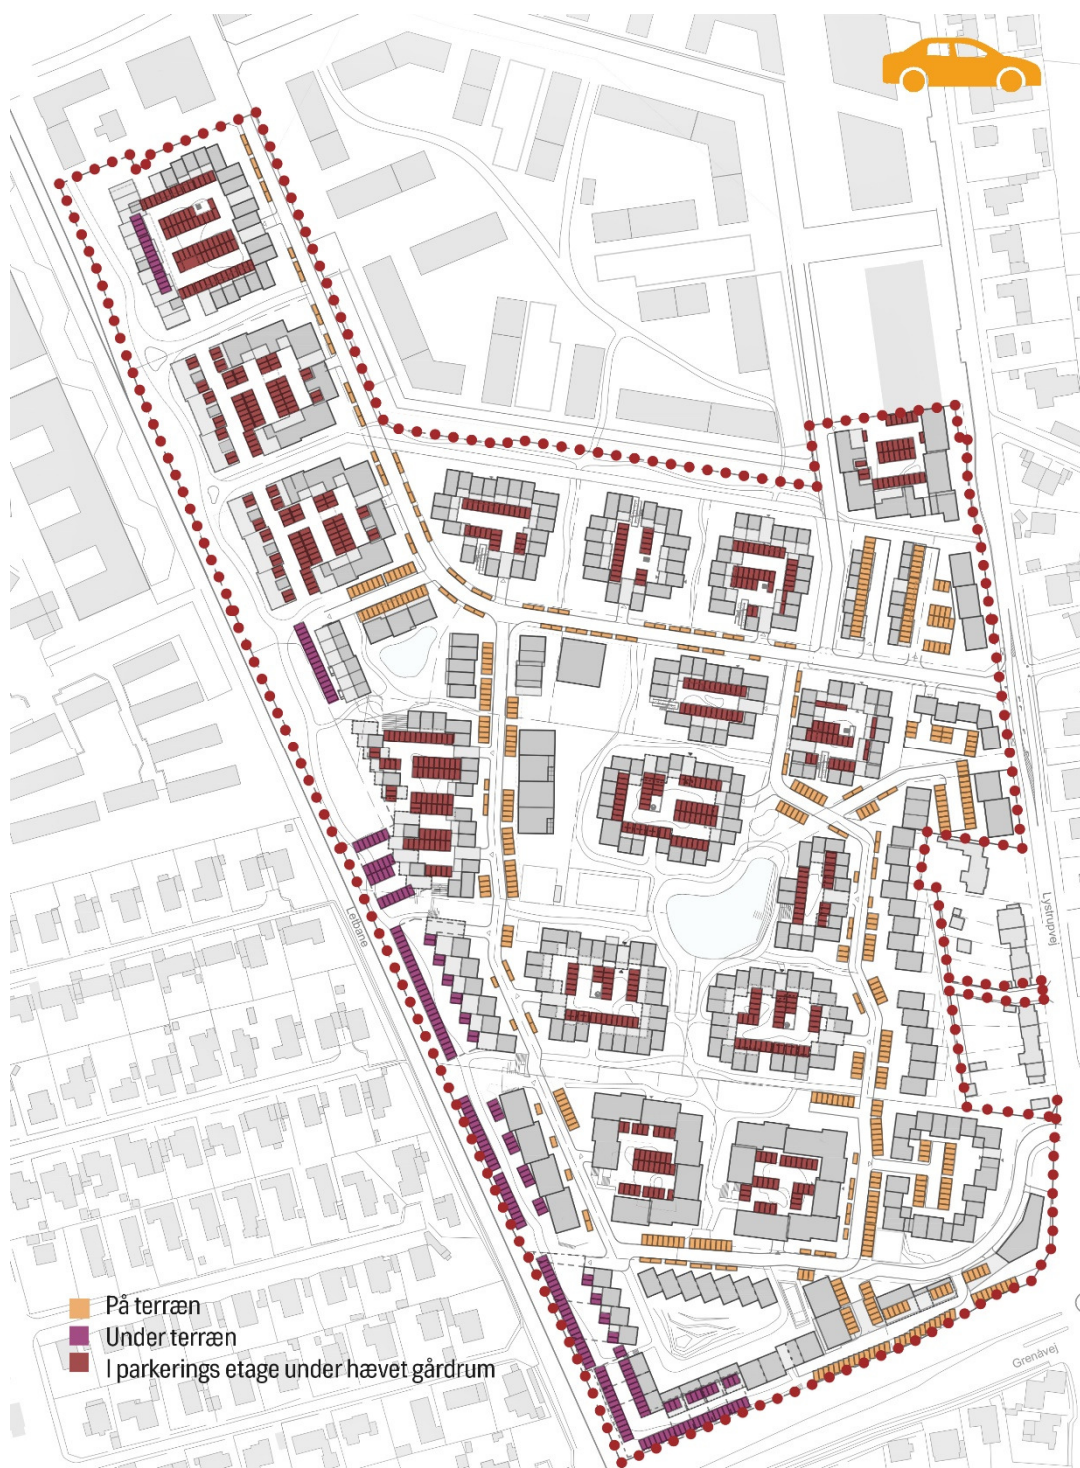 Letbane
Lystrupvej
På terræn
Under terræn
I parkerings etage under hævet gårdrum
Grenåvej